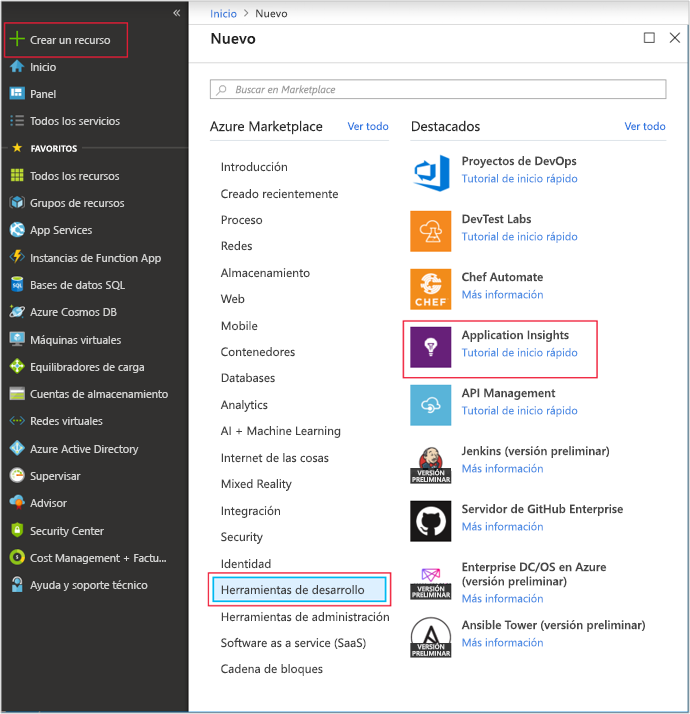 «
Crear un recurso
Inicio
Panel
Todos los servicios
FAVORITOS
Todos los recursos
Grupos de recursos
App Services
Instancias de Function App
Bases de datos SQL
Azure Cosmos DB
Máquinas virtuales
Equilibradores de carga
Cuentas de almacenamiento
Redes virtuales
Azure Active Directory
Supervisar
Advisor
Security Center
Cost Management + Factu...
Ayuda y soporte técnico
Inicio > Nuevo
Nuevo
Buscar en Marketplace
Azure Marketplace Ver todo
Introducción
Creado recientemente
Proceso
Redes
Almacenamiento
Web
Mobile
Contenedores
Databases
Analytics
AI + Machine Learning
Internet de las cosas
Mixed Reality
Integración
Security
Identidad
Herramientas de desarrollo
Herramientas de administración
Software as a service (SaaS)
Cadena de bloques
Destacados Ver todo
Proyectos de DevOps
Tutorial de inicio rápido
DevTest Labs
Tutorial de inicio rápido
CHEF
Chef Automate
Más información
Application Insights
Tutorial de inicio rápido
API Management
Tutorial de inicio rápido
VERSIÓN
PRELIMINAR
Jenkins (versión preliminar)
Más información
Servidor de GitHub Enterprise
Más información
VERSIÓN
PRELIMINAR
Enterprise DC/OS en Azure
(versión preliminar)
Más información
VERSIÓN
PRELIMINAR
Ansible Tower (versión preliminar)
Más información